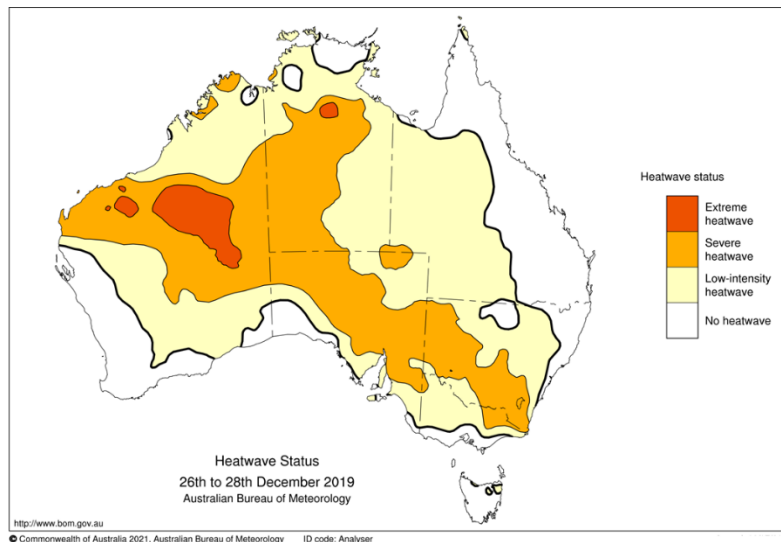 Heatwave status
Extreme
heatwave
Severe
heatwave
Low-intensity
heatwave
No heatwave
Heatwave Status
26th to 28th December 2019
Australian Bureau of Meteorology
http://www.bom.gov.au
© Commonwealth of Australia 2021, Australian Bureau of Meteorology ID code: Analyser